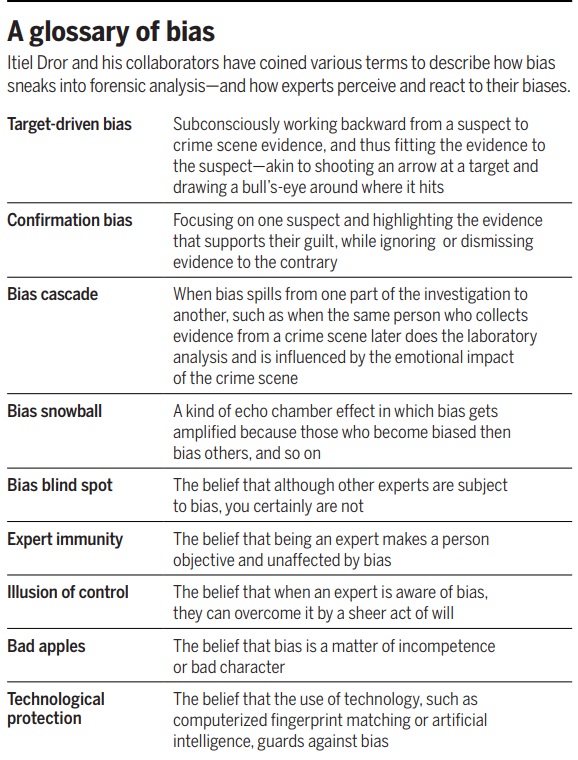 A glossary of bias
Itiel Dror and his collaborators have coined various terms to describe how bias
sneaks into forensic analysis—and how experts perceive and react to their biases.
Target-driven bias
Subconsciously working backward from a suspect to
crime scene evidence, and thus fitting the evidence to
the suspect—akin to shooting an arrow at a target and
drawing a bull's-eye around where it hits
Confirmation bias
Focusing on one suspect and highlighting the evidence
that supports their guilt, while ignoring or dismissing
evidence to the contrary
Bias cascade
When bias spills from one part of the investigation to
another, such as when the same person who collects
evidence from a crime scene later does the laboratory
analysis and is influenced by the emotional impact
of the crime scene
Bias snowball
A kind of echo chamber effect in which bias gets
amplified because those who become biased then
bias others, and so on
Bias blind spot
The belief that although other experts are subject
to bias, you certainly are not
Expert immunity
The belief that being an expert makes a person
objective and unaffected by bias
Illusion of control
The belief that when an expert is aware of bias,
they can overcome it by a sheer act of will
Bad apples
The belief that bias is a matter of incompetence
or bad character
Technological
protection
The belief that the use of technology, such as
computerized fingerprint matching or artificial
intelligence, guards against bias